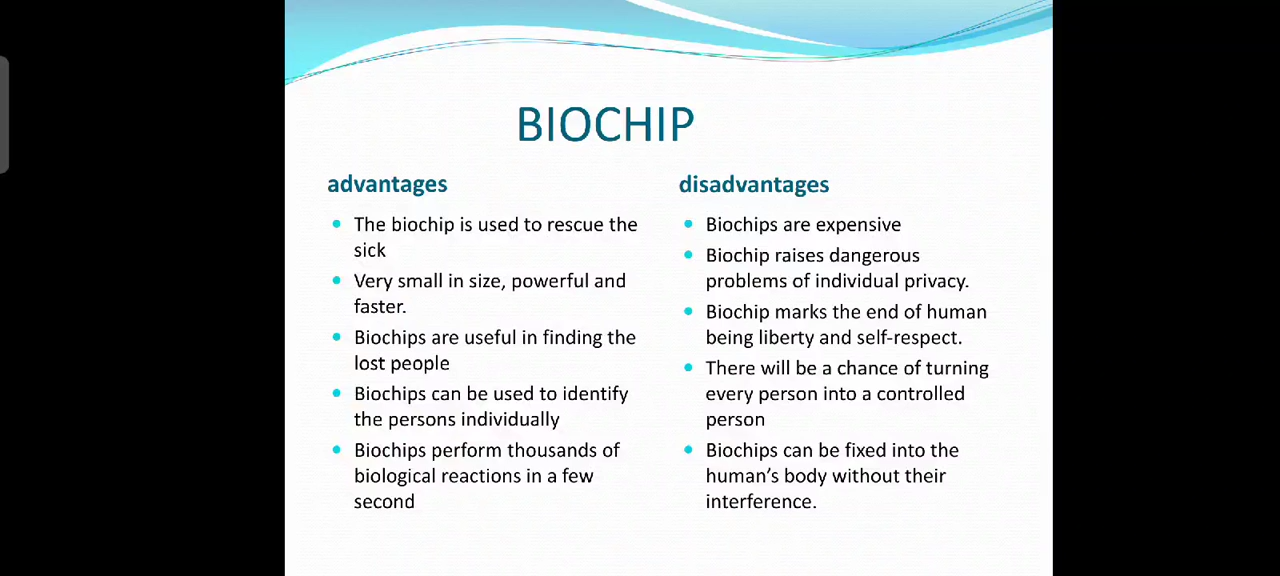 BIOCHIP
advantages
The biochip is used to rescue the
sick
Very small in size, powerful and
faster.
Biochips are useful in finding the
lost people
Biochips can be used to identify
the persons individually
Biochips perform thousands of
biological reactions in a few
second
disadvantages
Biochips are expensive
Biochip raises dangerous
problems of individual privacy.
Biochip marks the end of human
being liberty and self-respect.
There will be a chance of turning
every person into a controlled
person
Biochips can be fixed into the
human’s body without their
interference.